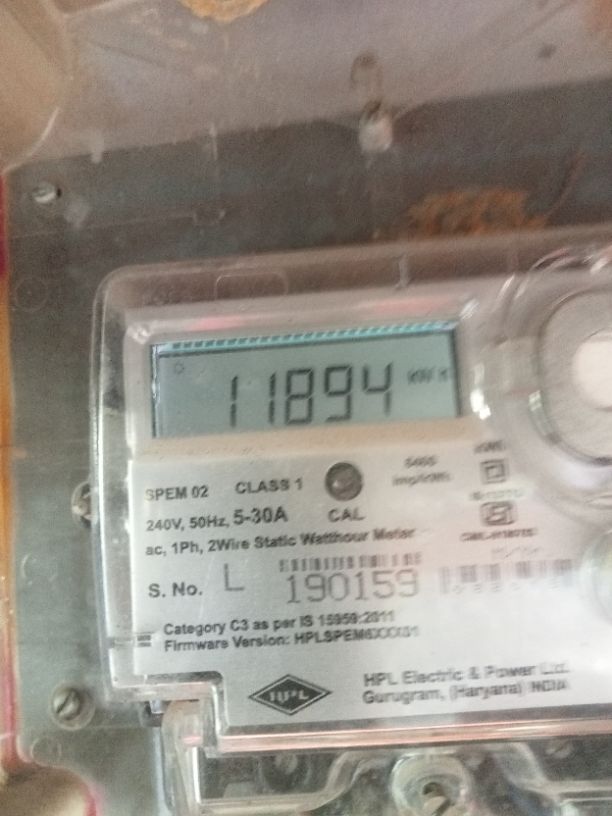 11894 kWh
SPEM 02 CLASS 1
240V, 50Hz, 5-30A CAL
ac, 1Ph, 2Wire Static Watthour Meter
S. No. L 190159
Category C3 as per IS 15959:2011
Firmware Version:
HPL
HPL Electric & Power Ltd.
Gurugram, (Haryana) INDIA